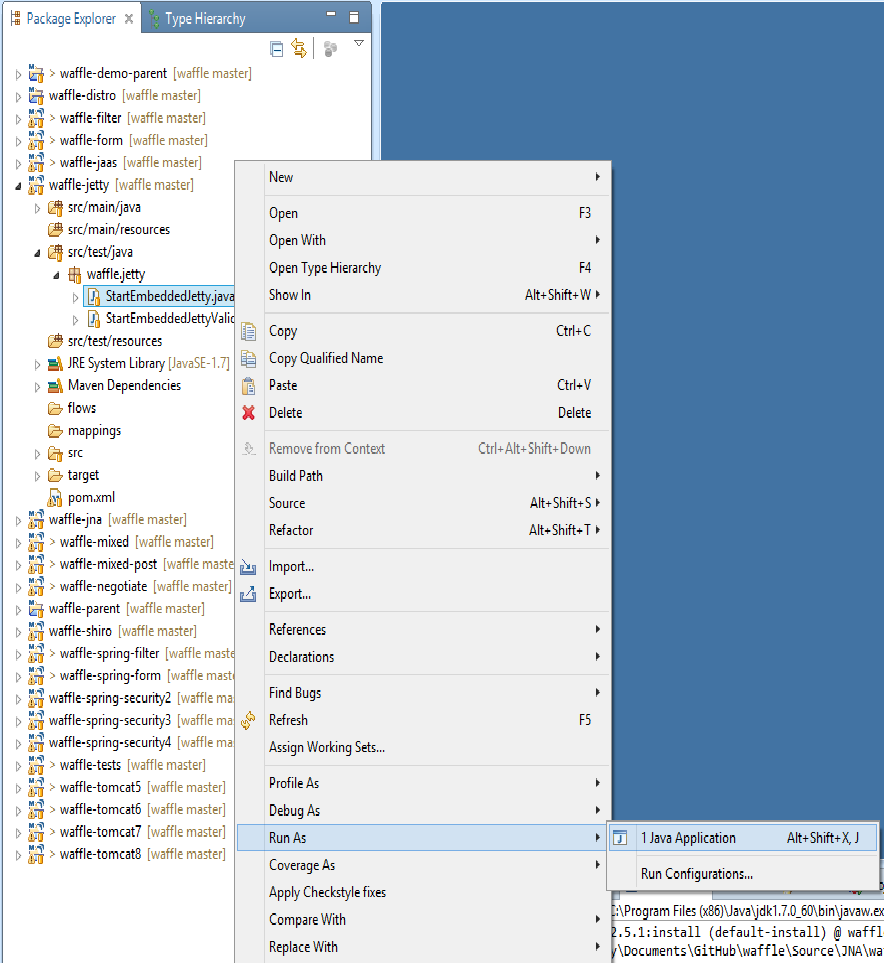 Package Explorer
Type Hierarchy
> waffle-demo-parent [waffle master]
waffle-distro [waffle master]
> waffle-filter [waffle master]
> waffle-form [waffle master]
> waffle-jaas [waffle master]
waffle-jetty [waffle master]
src/main/java
src/main/resources
src/test/java
waffle.jetty
StartEmbeddedJetty.java
StartEmbeddedJettyValid
src/test/resources
JRE System Library [JavaSE-1.7]
Maven Dependencies
flows
mappings
src
target
pom.xml
waffle-jna [waffle master]
> waffle-mixed [waffle master]
> waffle-mixed-post [waffle maste
> waffle-negotiate [waffle master]
waffle-parent [waffle master]
waffle-shiro [waffle master]
> waffle-spring-filter [waffle maste
> waffle-spring-form [waffle maste
waffle-spring-security2 [waffle ma
waffle-spring-security3 [waffle ma
waffle-spring-security4 [waffle ma
> waffle-tests [waffle master]
> waffle-tomcat5 [waffle master]
> waffle-tomcat6 [waffle master]
> waffle-tomcat7 [waffle master]
> waffle-tomcat8 [waffle master]
New
Open F3
Open With
Open Type Hierarchy F4
Show In Alt+Shift+W
Copy Ctrl+C
Copy Qualified Name
Paste Ctrl+V
Delete Delete
Remove from Context Ctrl+Alt+Shift+Down
Build Path
Source Alt+Shift+S
Refactor Alt+Shift+T
Import...
Export...
References
Declarations
Find Bugs
Refresh F5
Assign Working Sets...
Profile As
Debug As
Run As
Coverage As
Apply Checkstyle fixes
Compare With
Replace With
1 Java Application Alt+Shift+X, J
Run Configurations...
C:\Program Files (x86)\Java\jdk1.7.0_60\bin\javaw.ex
2.5.1:install (default-install) @ waffl
y\Documents\GitHub\waffle\Source\JNA\wa